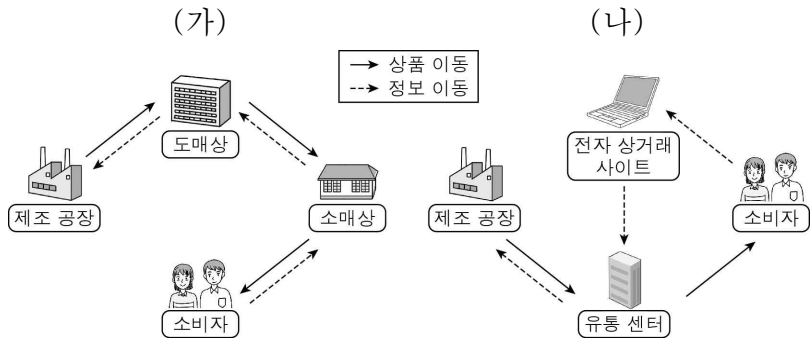 (가)
(나)
상품 이동
정보 이동
도매상
제조 공장
소매상
소비자
전자 상거래
사이트
제조 공장
소비자
유통 센터